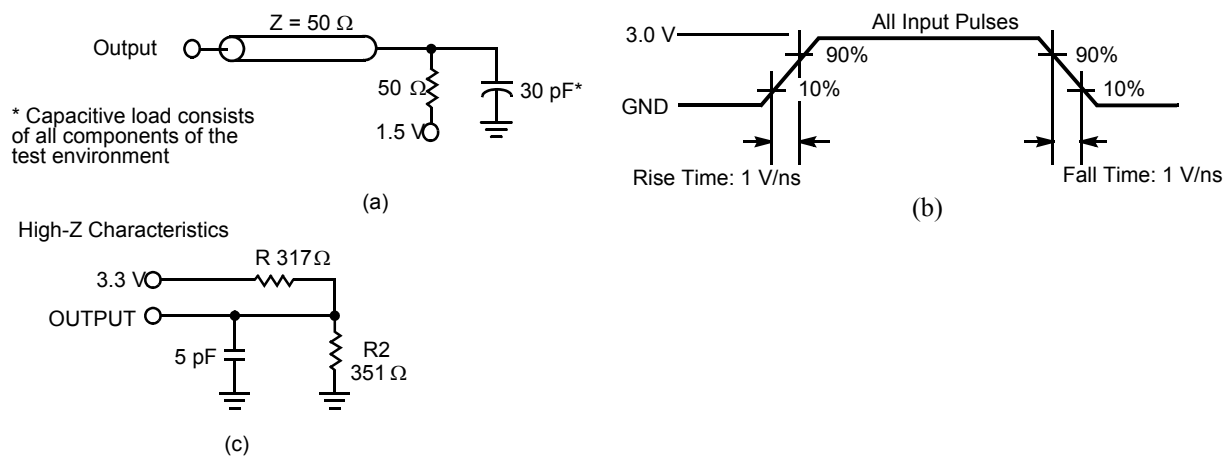 Z = 50 Ω
Output
50 Ω
30 pF*
1.5 V
* Capacitive load consists
of all components of the
test environment
(a)
All Input Pulses
3.0 V
90%
90%
10%
10%
GND
Rise Time: 1 V/ns
Fall Time: 1 V/ns
(b)
High-Z Characteristics
R 317 Ω
3.3 V
OUTPUT
5 pF
R2
351 Ω
(c)